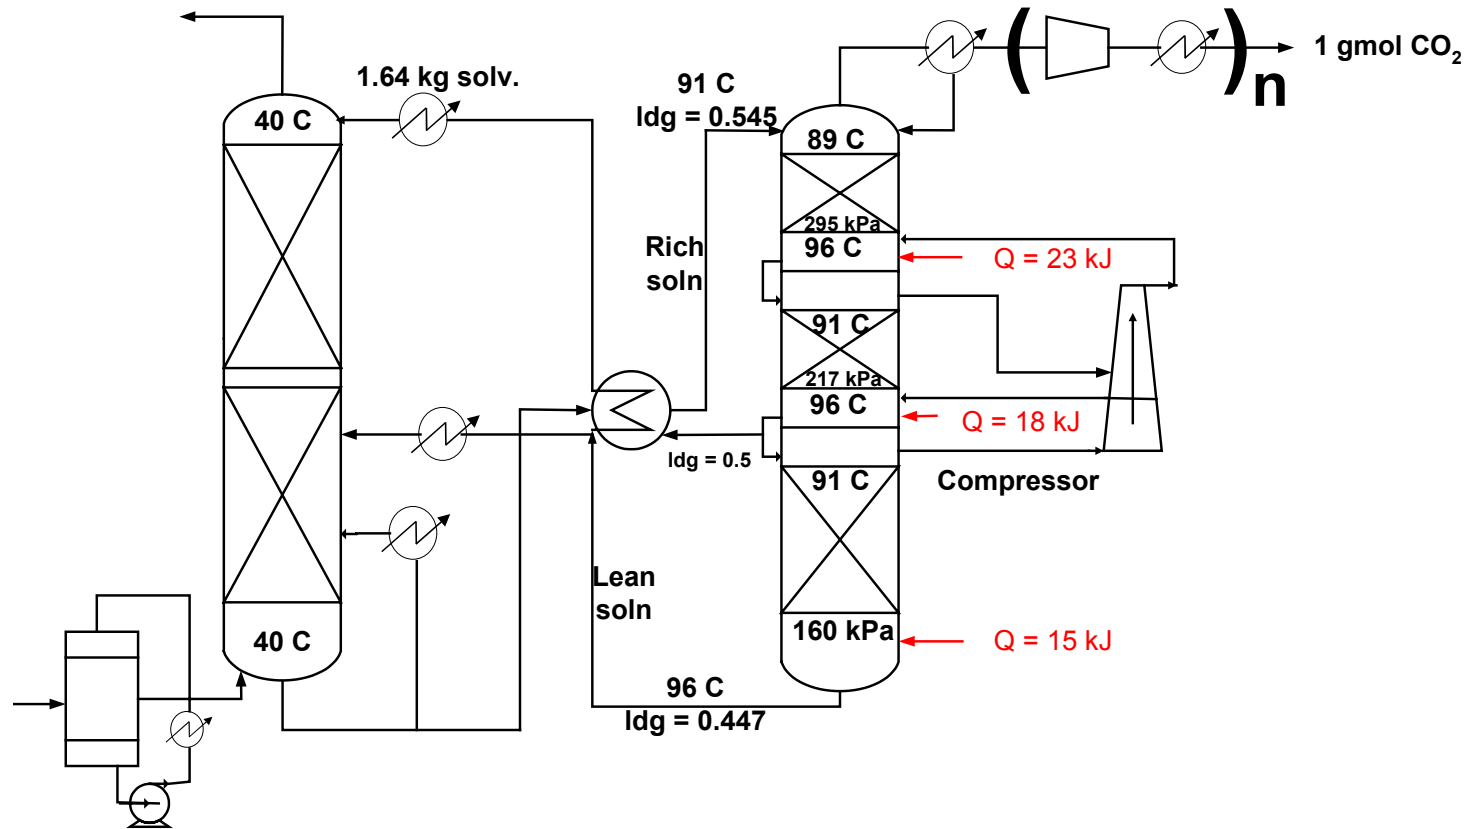 1 gmol CO₂
1.64 kg solv.
91 C
ldg = 0.545
( ) n
40 C
89 C
295 kPa
96 C
Q = 23 kJ
Rich
soln
91 C
217 kPa
96 C
Q = 18 kJ
ldg = 0.5
91 C
Compressor
Lean
soln
40 C
160 kPa
Q = 15 kJ
96 C
ldg = 0.447